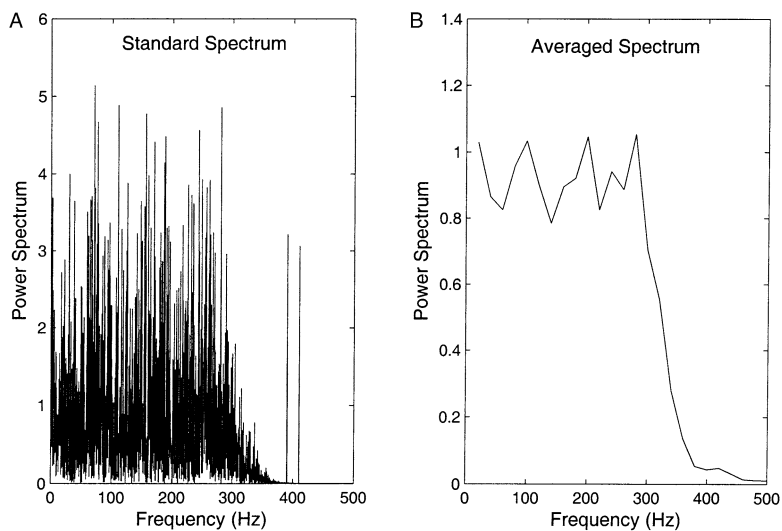 A
Standard Spectrum
Power Spectrum
6
5
4
3
2
1
0
0 100 200 300 400 500
Frequency (Hz)
B
Averaged Spectrum
Power Spectrum
1.4
1.2
1
0.8
0.6
0.4
0.2
0
0 100 200 300 400 500
Frequency (Hz)